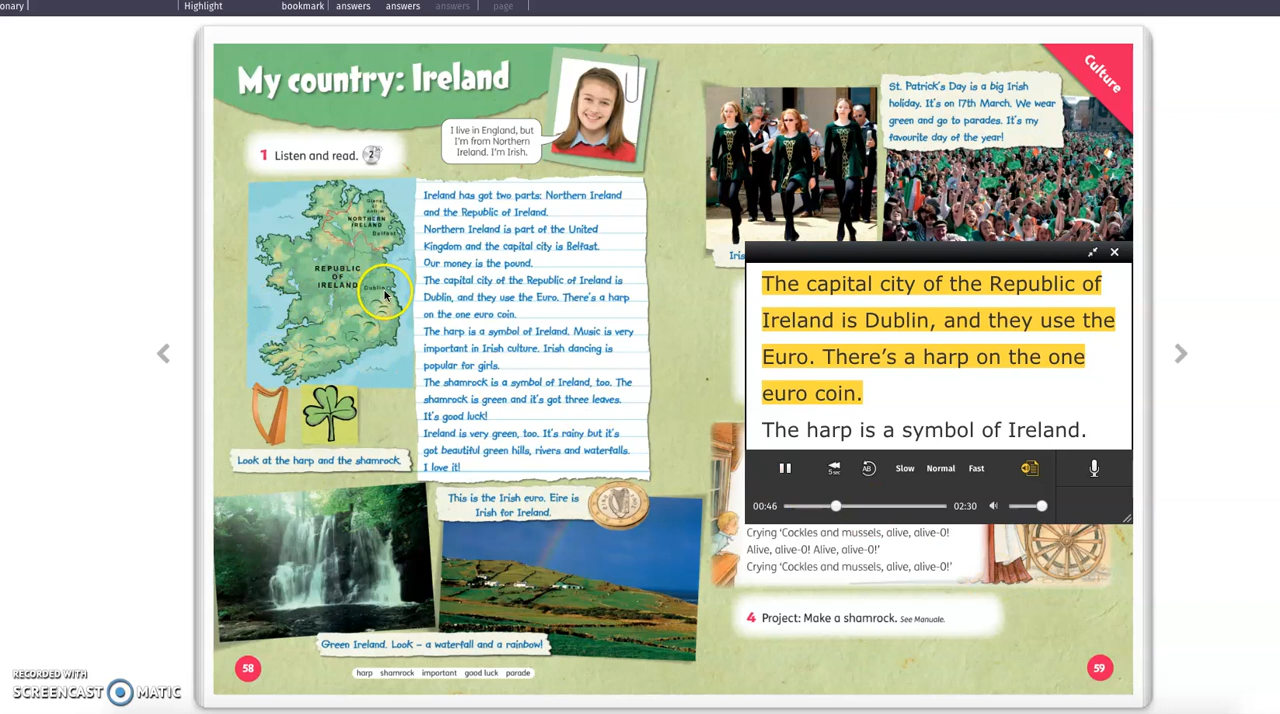 onary
Highlight
bookmark
answers
answers
answers
page
My country: Ireland
I live in England, but
I'm from Northern
Ireland. I'm Irish.
1 Listen and read.
2
Glens
of
Antrim
NORTHERN
IRELAND
Belfast
REPUBLIC
OF
IRELAND
Dublin
Ireland has got two parts: Northern Ireland
and the Republic of Ireland.
Northern Ireland is part of the United
Kingdom and the capital city is Belfast.
Our money is the pound.
The capital city of the Republic of Ireland is
Dublin, and they use the Euro. There's a harp
on the one euro coin.
The harp is a symbol of Ireland. Music is very
important in Irish culture. Irish dancing is
popular for girls.
The shamrock is a symbol of Ireland, too. The
shamrock is green and it's got three leaves.
It's good luck!
Ireland is very green, too. It's rainy but it's
got beautiful green hills, rivers and waterfalls.
I love it!
Look at the harp and the shamrock.
This is the Irish euro. Eire is
Irish for Ireland.
Green Ireland. Look – a waterfall and a rainbow!
58
harp shamrock important good luck parade
Culture
St. Patrick's Day is a big Irish
holiday. It's on 17th March. We wear
green and go to parades. It's my
favourite day of the year!
The capital city of the Republic of
Ireland is Dublin, and they use the
Euro. There's a harp on the one
euro coin.
The harp is a symbol of Ireland.
5 sec
AB
Slow
Normal
Fast
00:46
02:30
Crying 'Cockles and mussels, alive, alive-O!
Alive, alive-O! Alive, alive-O!'
Crying 'Cockles and mussels, alive, alive-O!'
4 Project: Make a shamrock. See Manuale.
59
RECORDED WITH
SCREENCAST MATIC